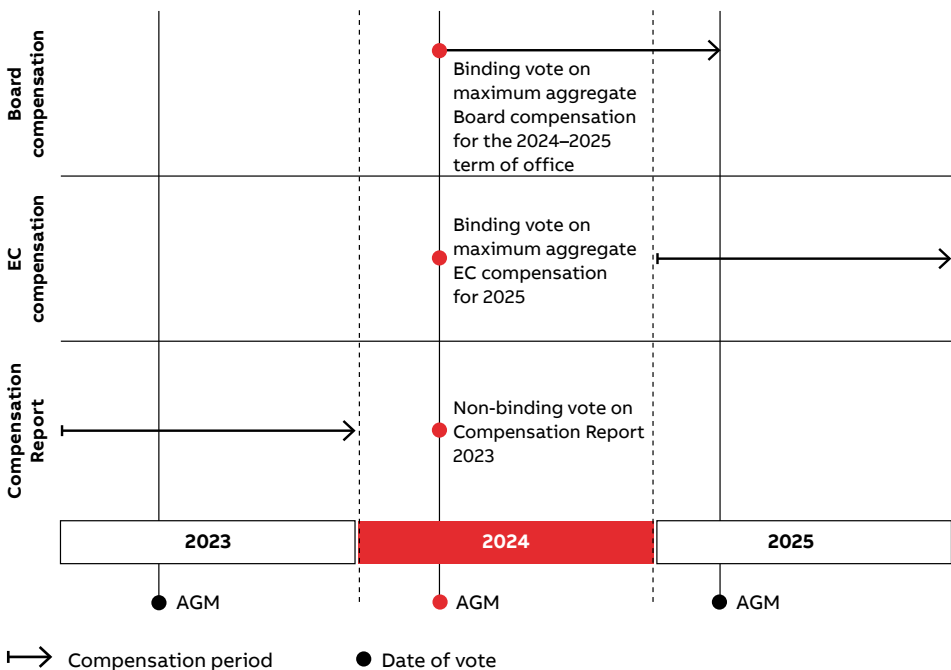 Board
compensation
Binding vote on
maximum aggregate
Board compensation
for the 2024–2025
term of office
EC
compensation
Binding vote on
maximum aggregate
EC compensation
for 2025
Compensation
Report
Non-binding vote on
Compensation Report
2023
2023
2024
2025
AGM
AGM
AGM
Compensation period
Date of vote